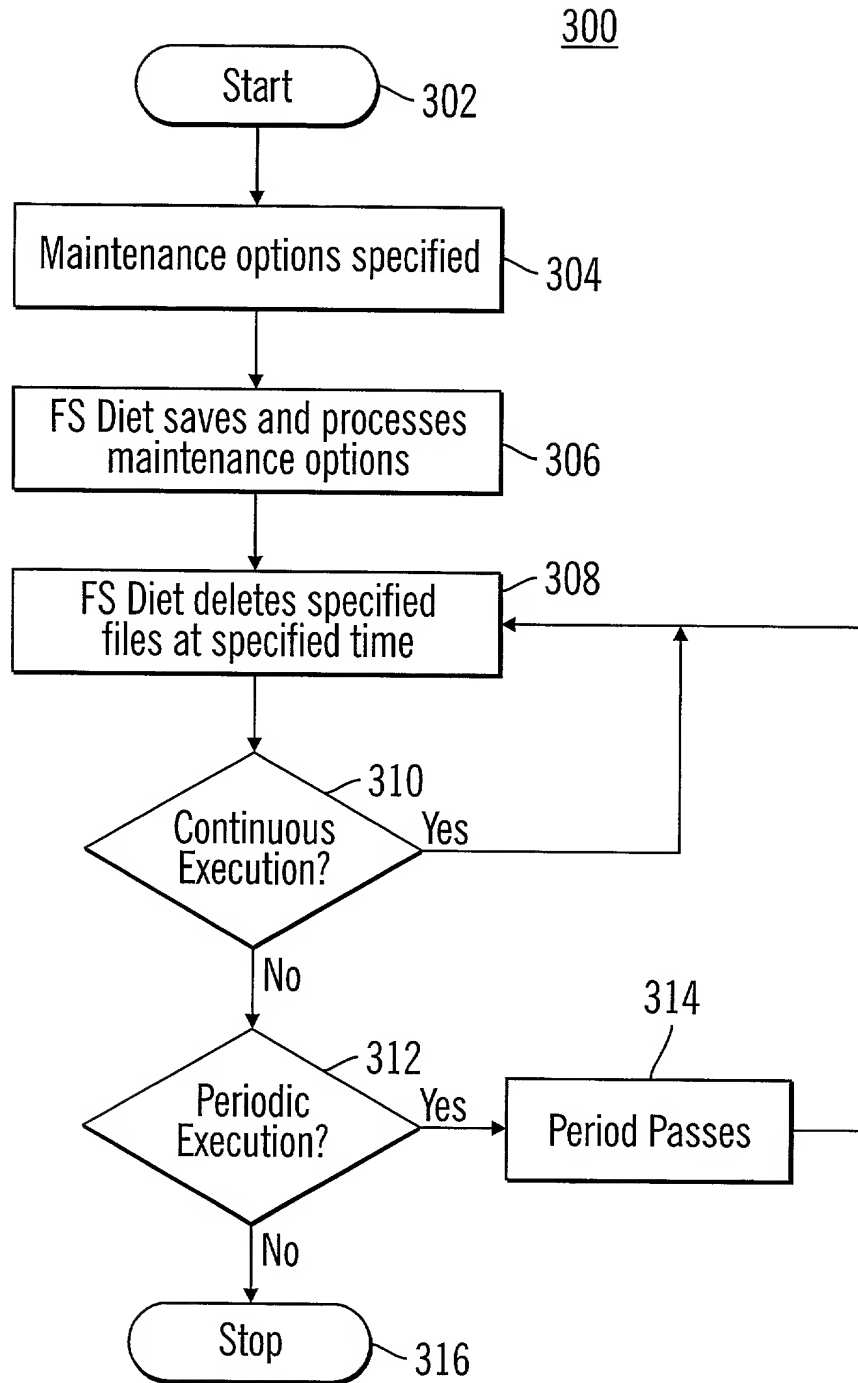 300
Start
302
Maintenance options specified
304
FS Diet saves and processes
maintenance options
306
308
FS Diet deletes specified
files at specified time
310
Continuous
Execution?
Yes
No
312
314
Periodic
Execution?
Yes
Period Passes
No
Stop
316